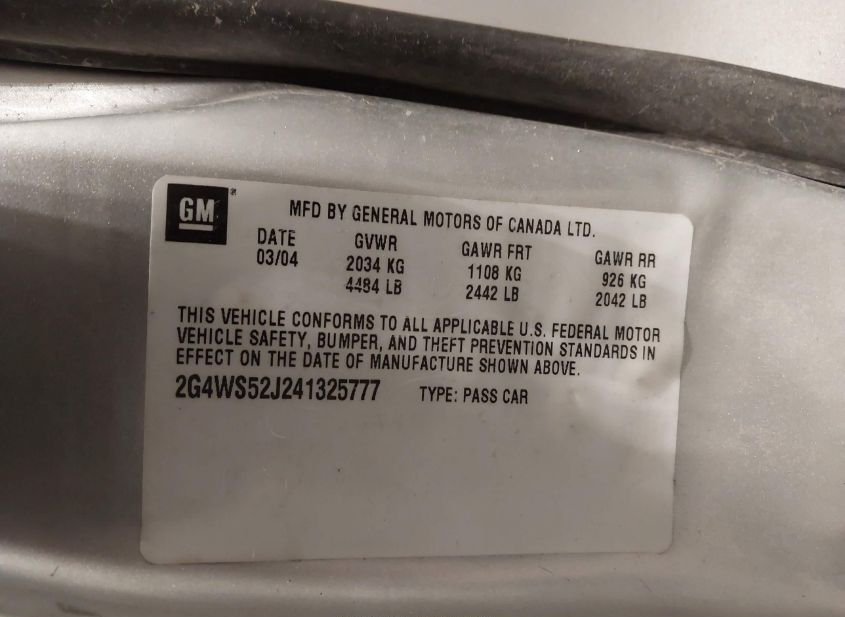 GM®
MFD BY GENERAL MOTORS OF CANADA LTD.
DATE GVWR GAWR FRT GAWR RR
03/04 2034 KG 1108 KG 926 KG
4484 LB 2442 LB 2042 LB
THIS VEHICLE CONFORMS TO ALL APPLICABLE U.S. FEDERAL MOTOR
VEHICLE SAFETY, BUMPER, AND THEFT PREVENTION STANDARDS IN
EFFECT ON THE DATE OF MANUFACTURE SHOWN ABOVE.
2G4WS52J241325777 TYPE: PASS CAR